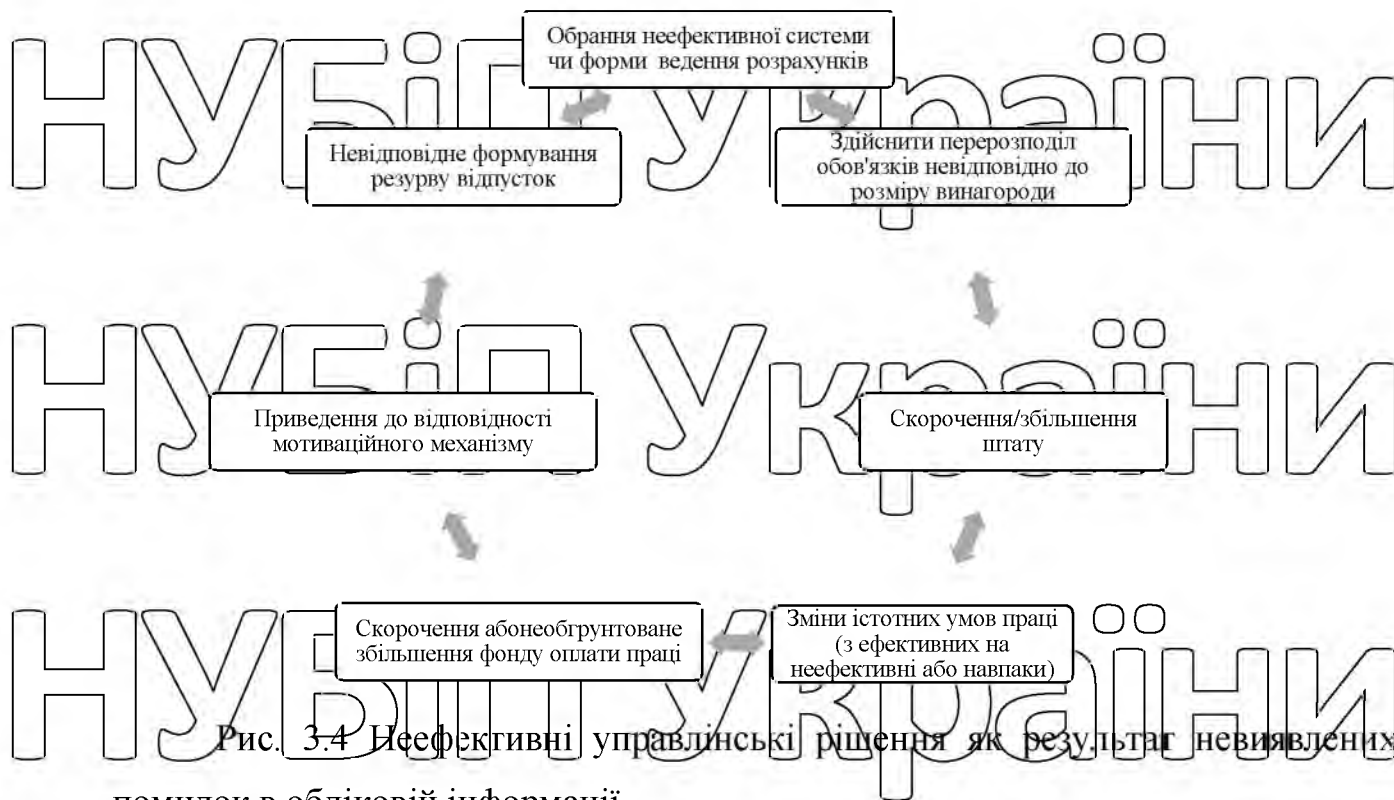 НУБіП України
Обрання неефективної системи
чи форми ведення розрахунків
Невідповідне формування
резурву відпусток
Здійснити перерозподіл
обов'язків невідповідно до
розміру винагороди
НУБіП України
Приведення до відповідності
мотиваційного механізму
Скорочення/збільшення
штату
НУБіП України
Скорочення абонеобгрунтоване
збільшення фонду оплати праці
Зміни істотних умов праці
(з ефективних на
неефективні або навпаки)
Рис. 3.4 Неефективні управлінські рішення як результат невиявлених
помилок в обліковій інформації